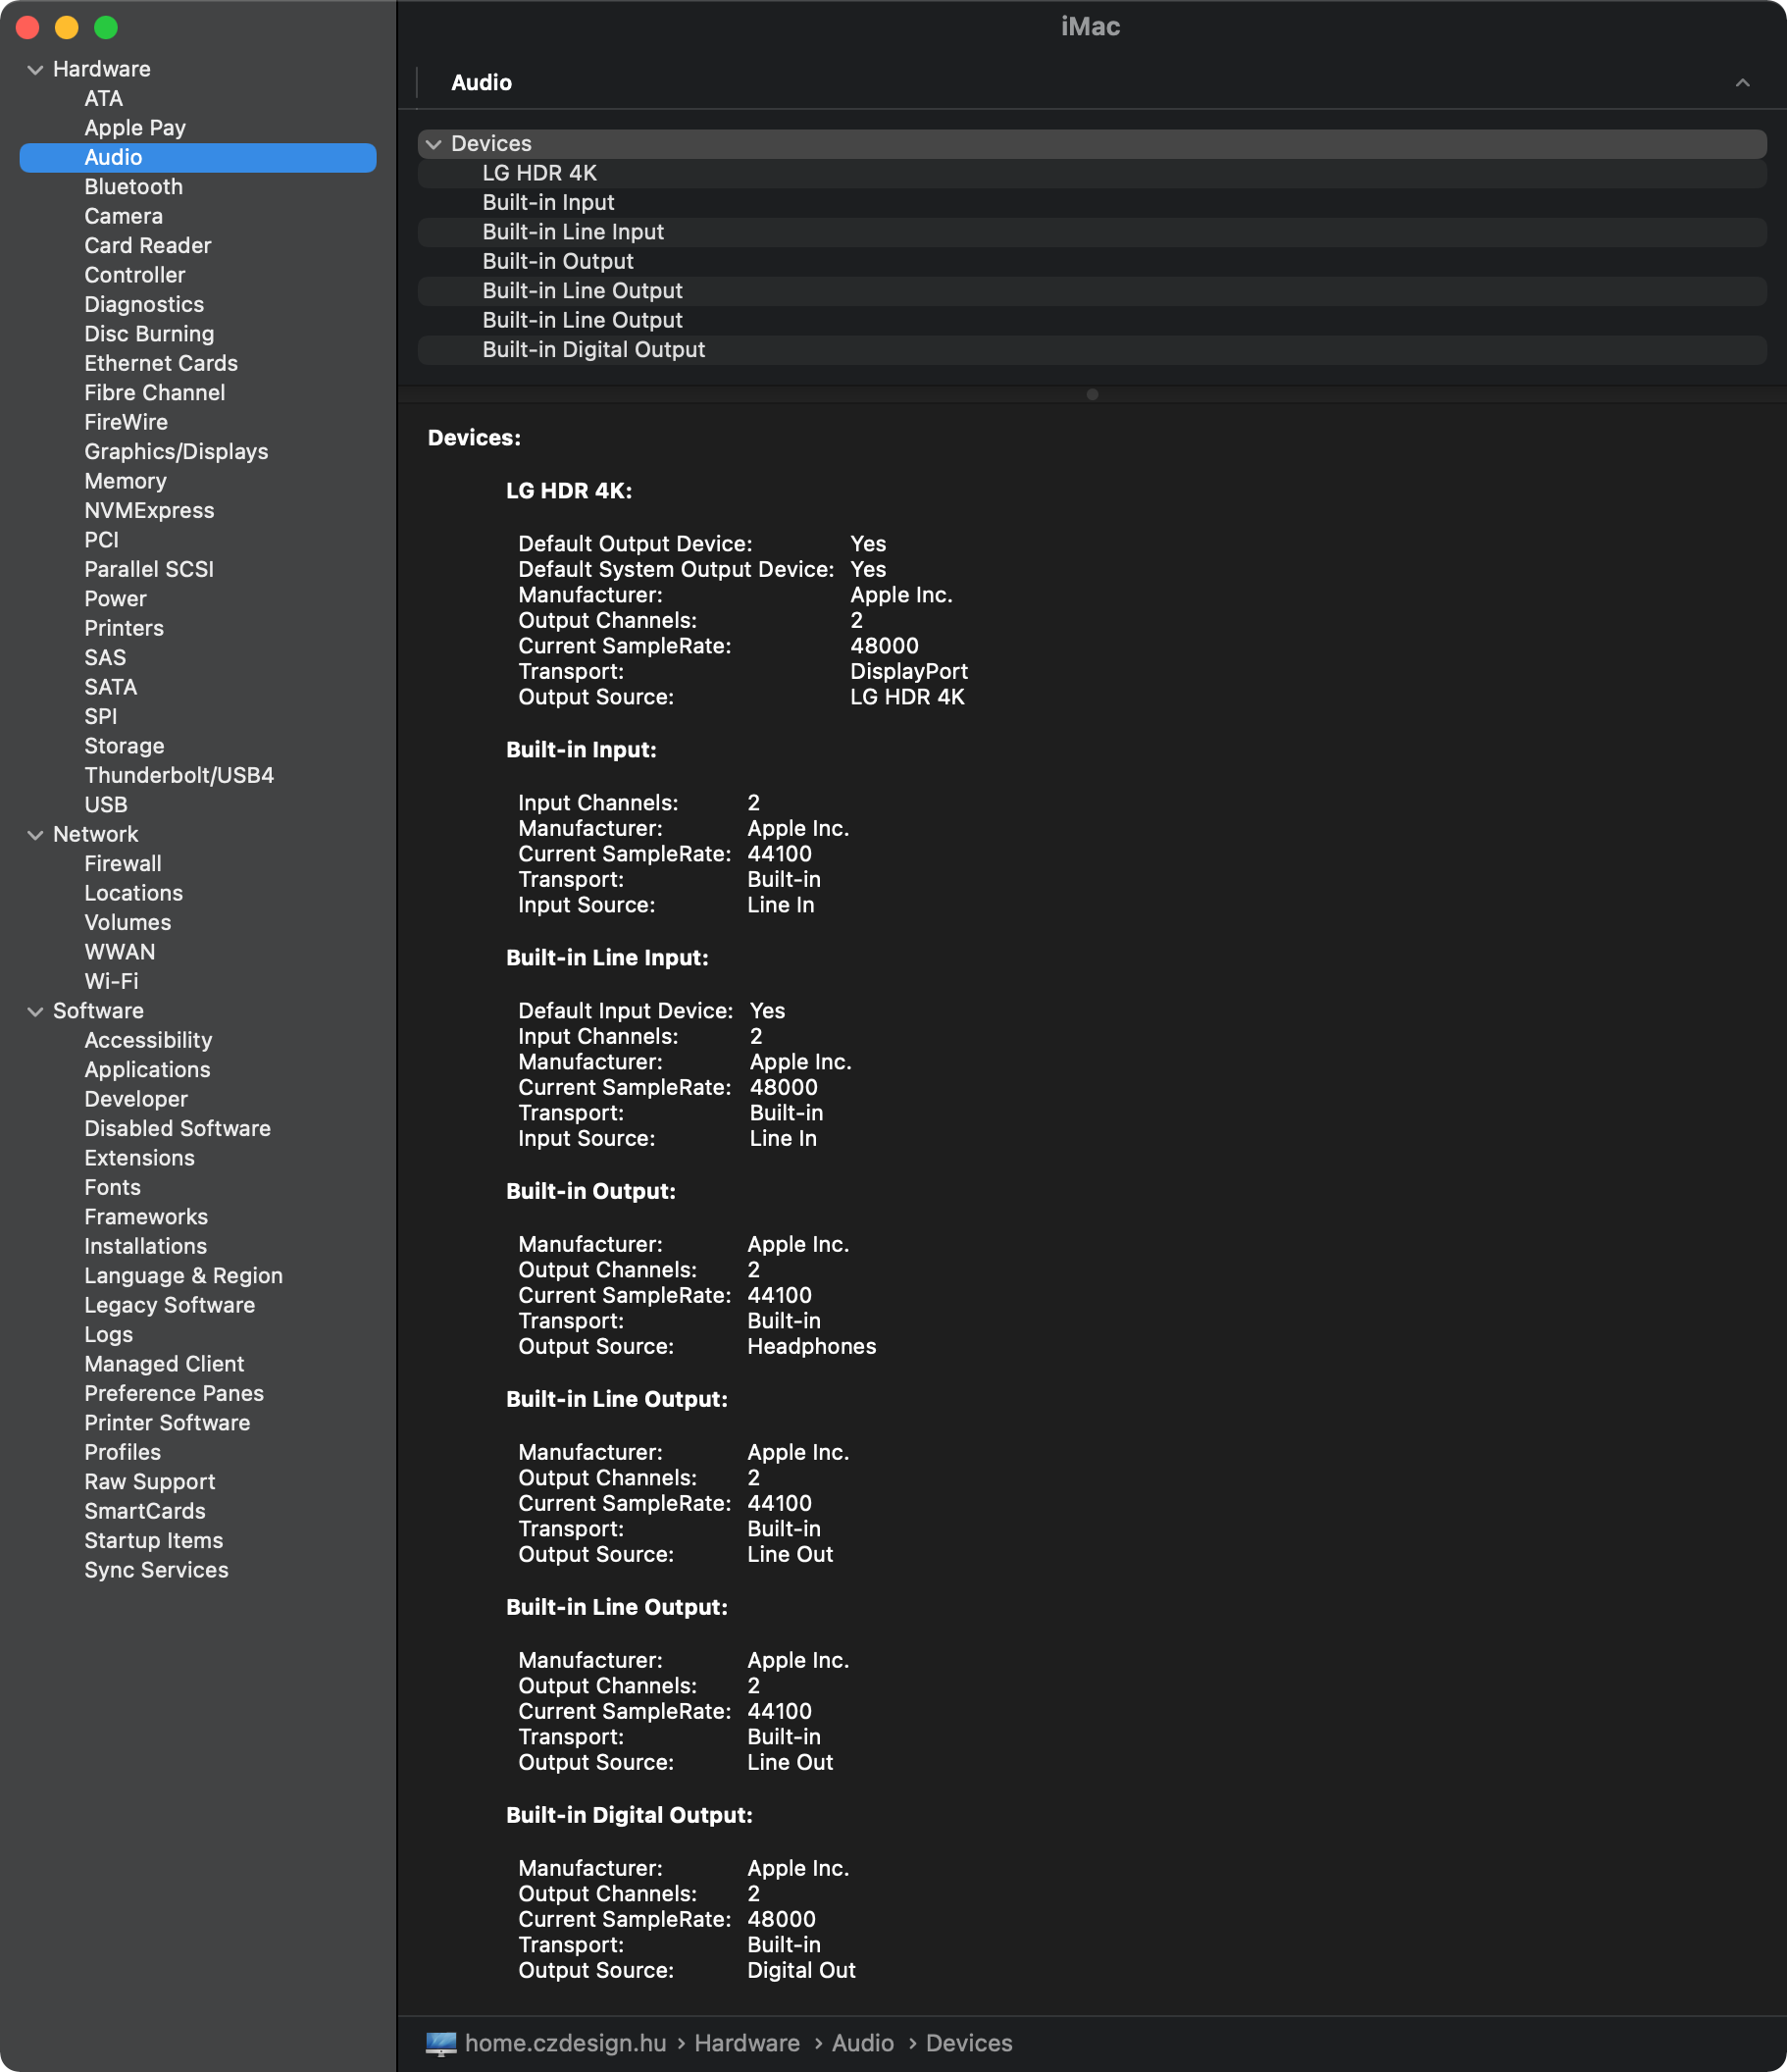 iMac
Hardware
ATA
Apple Pay
Audio
Bluetooth
Camera
Card Reader
Controller
Diagnostics
Disc Burning
Ethernet Cards
Fibre Channel
FireWire
Graphics/Displays
Memory
NVMExpress
PCI
Parallel SCSI
Power
Printers
SAS
SATA
SPI
Storage
Thunderbolt/USB4
USB
Network
Firewall
Locations
Volumes
WWAN
Wi-Fi
Software
Accessibility
Applications
Developer
Disabled Software
Extensions
Fonts
Frameworks
Installations
Language & Region
Legacy Software
Logs
Managed Client
Preference Panes
Printer Software
Profiles
Raw Support
SmartCards
Startup Items
Sync Services
Audio
Devices
LG HDR 4K
Built-in Input
Built-in Line Input
Built-in Output
Built-in Line Output
Built-in Line Output
Built-in Digital Output
Devices:
LG HDR 4K:
Default Output Device: Yes
Default System Output Device: Yes
Manufacturer: Apple Inc.
Output Channels: 2
Current SampleRate: 48000
Transport: DisplayPort
Output Source: LG HDR 4K
Built-in Input:
Input Channels: 2
Manufacturer: Apple Inc.
Current SampleRate: 44100
Transport: Built-in
Input Source: Line In
Built-in Line Input:
Default Input Device: Yes
Input Channels: 2
Manufacturer: Apple Inc.
Current SampleRate: 48000
Transport: Built-in
Input Source: Line In
Built-in Output:
Manufacturer: Apple Inc.
Output Channels: 2
Current SampleRate: 44100
Transport: Built-in
Output Source: Headphones
Built-in Line Output:
Manufacturer: Apple Inc.
Output Channels: 2
Current SampleRate: 44100
Transport: Built-in
Output Source: Line Out
Built-in Line Output:
Manufacturer: Apple Inc.
Output Channels: 2
Current SampleRate: 44100
Transport: Built-in
Output Source: Line Out
Built-in Digital Output:
Manufacturer: Apple Inc.
Output Channels: 2
Current SampleRate: 48000
Transport: Built-in
Output Source: Digital Out
home.czdesign.hu › Hardware › Audio › Devices